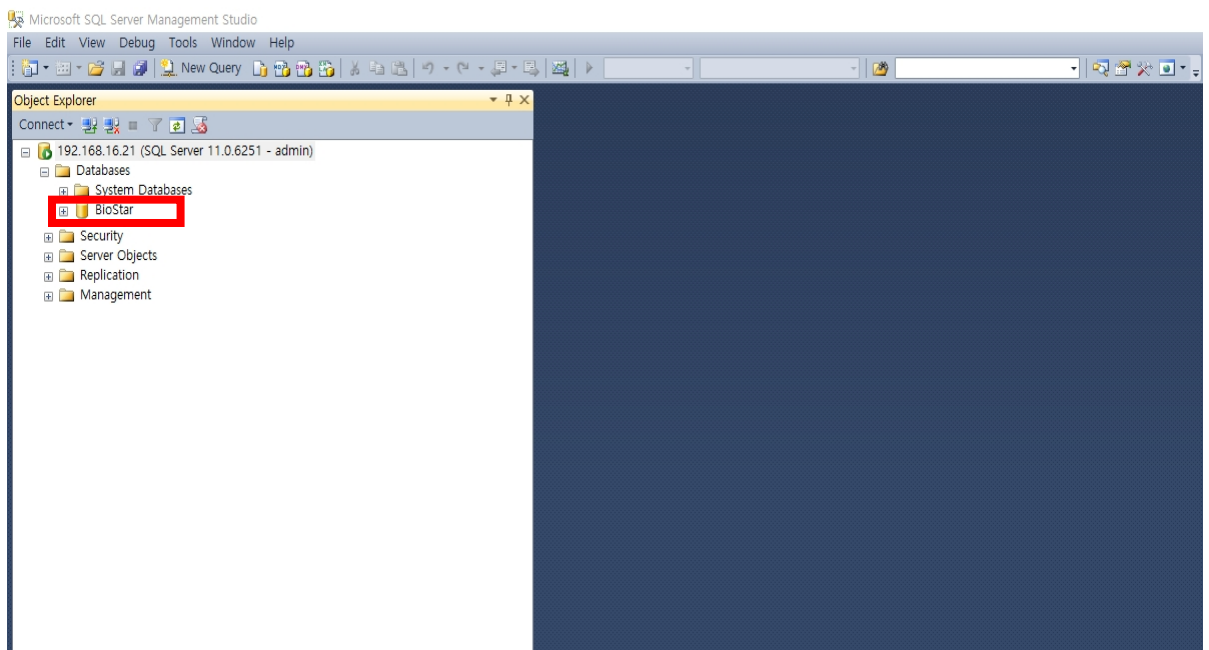 Microsoft SQL Server Management Studio
File Edit View Debug Tools Window Help
New Query
Object Explorer
Connect
192.168.16.21 (SQL Server 11.0.6251 - admin)
Databases
System Databases
BioStar
Security
Server Objects
Replication
Management